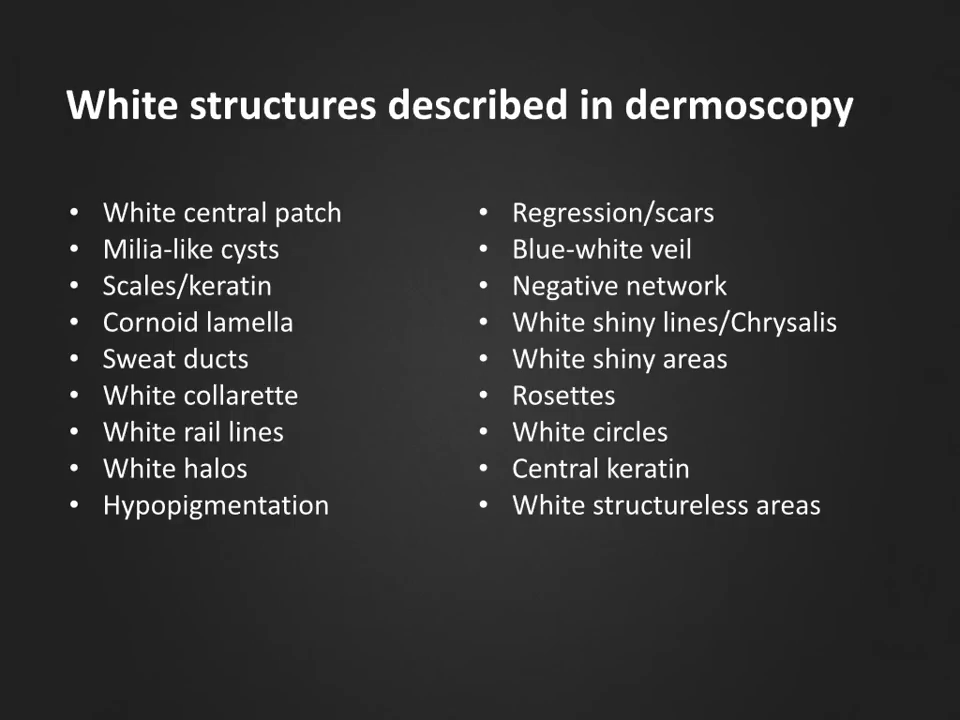 White structures described in dermoscopy
• White central patch
• Milia-like cysts
• Scales/keratin
• Cornoid lamella
• Sweat ducts
• White collarette
• White rail lines
• White halos
• Hypopigmentation
• Regression/scars
• Blue-white veil
• Negative network
• White shiny lines/Chrysalis
• White shiny areas
• Rosettes
• White circles
• Central keratin
• White structureless areas